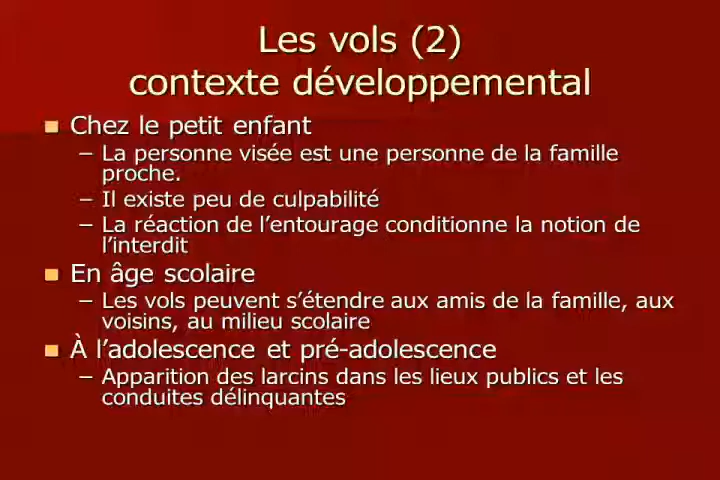 Les vols (2)
contexte développemental
Chez le petit enfant
– La personne visée est une personne de la famille
proche.
– Il existe peu de culpabilité
– La réaction de l’entourage conditionne la notion de
l’interdit
En âge scolaire
– Les vols peuvent s’étendre aux amis de la famille, aux
voisins, au milieu scolaire
À l’adolescence et pré-adolescence
– Apparition des larcins dans les lieux publics et les
conduites délinquantes